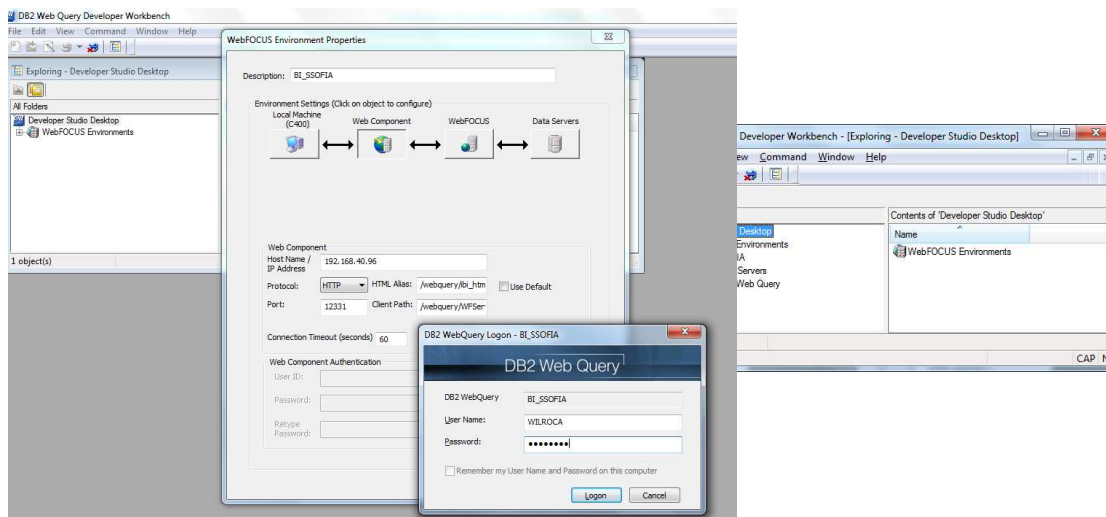 DB2 Web Query Developer Workbench
File Edit View Command Window Help
Exploring - Developer Studio Desktop
All Folders
Developer Studio Desktop
WebFOCUS Environments
1 object(s)
WebFOCUS Environment Properties
Description: BI_SSOFIA
Environment Settings (Click on object to configure)
Local Machine (C400) Web Component WebFOCUS Data Servers
Web Component
Host Name / IP Address 192.168.40.96
Protocol: HTTP HTML Alias: /webquery/ibi_htm Use Default
Port: 12331 Client Path: /webquery/WFSer
Connection Timeout (seconds) 60
Web Component Authentication
User ID:
Password:
Retype Password:
DB2 WebQuery Logon - BI_SSOFIA
DB2 Web Query
DB2 WebQuery BI_SSOFIA
User Name: WILROCA
Password: ••••••••
Remember my User Name and Password on this computer
Logon Cancel
Developer Workbench - [Exploring - Developer Studio Desktop]
ew Command Window Help
Contents of 'Developer Studio Desktop'
Desktop
Name
Environments
WebFOCUS Environments
IA
Servers
Web Query
CAP N